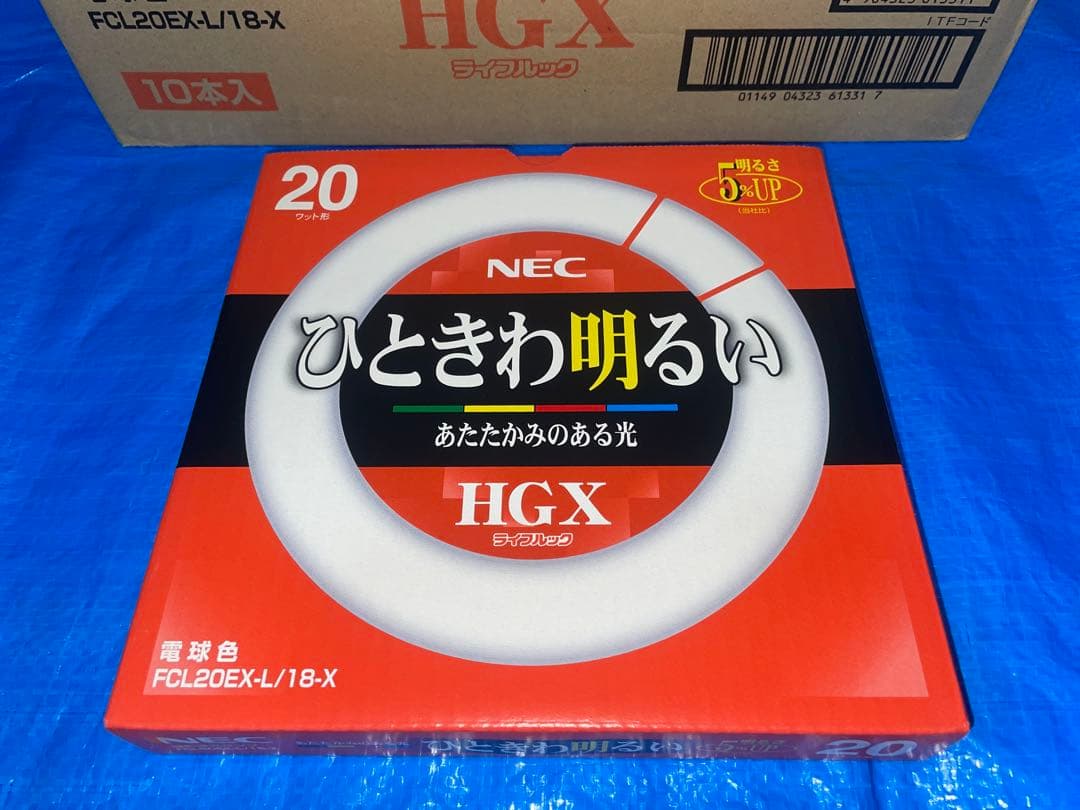 FCL20EX-L/18-X
HGX
ライフルック
10本入
ITFコード
01149 04323 61331 7
20
ワット形
明るさ
5%UP
(当社比)
NEC
ひときわ明るい
あたたかみのある光
HGX
ライフルック
電球色
FCL20EX-L/18-X
ひときわ明るい
5%UP
20